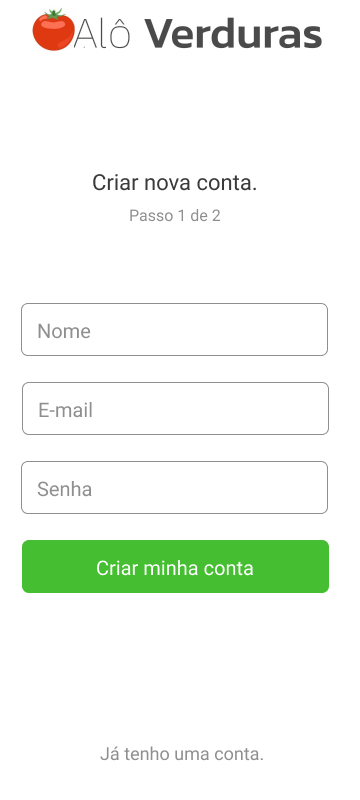 Alô Verduras
Criar nova conta.
Passo 1 de 2
Nome
E-mail
Senha
Criar minha conta
Já tenho uma conta.